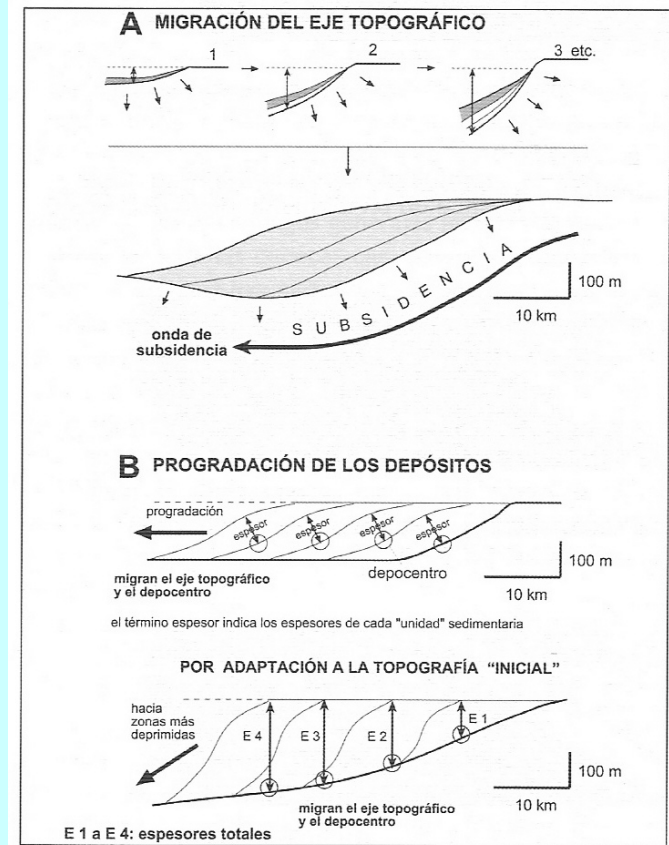 A MIGRACIÓN DEL EJE TOPOGRÁFICO
1
2
3 etc.
SUBSIDENCIA
100 m
10 km
onda de
subsidencia
B PROGRADACIÓN DE LOS DEPÓSITOS
progradación
espesor
espesor
espesor
espesor
migran el eje topográfico
y el depocentro
depocentro
100 m
10 km
el término espesor indica los espesores de cada "unidad" sedimentaria
POR ADAPTACIÓN A LA TOPOGRAFÍA “INICIAL”
hacia
zonas más
deprimidas
E 4
E 3
E 2
E 1
100 m
10 km
migran el eje topográfico
y el depocentro
E 1 a E 4: espesores totales